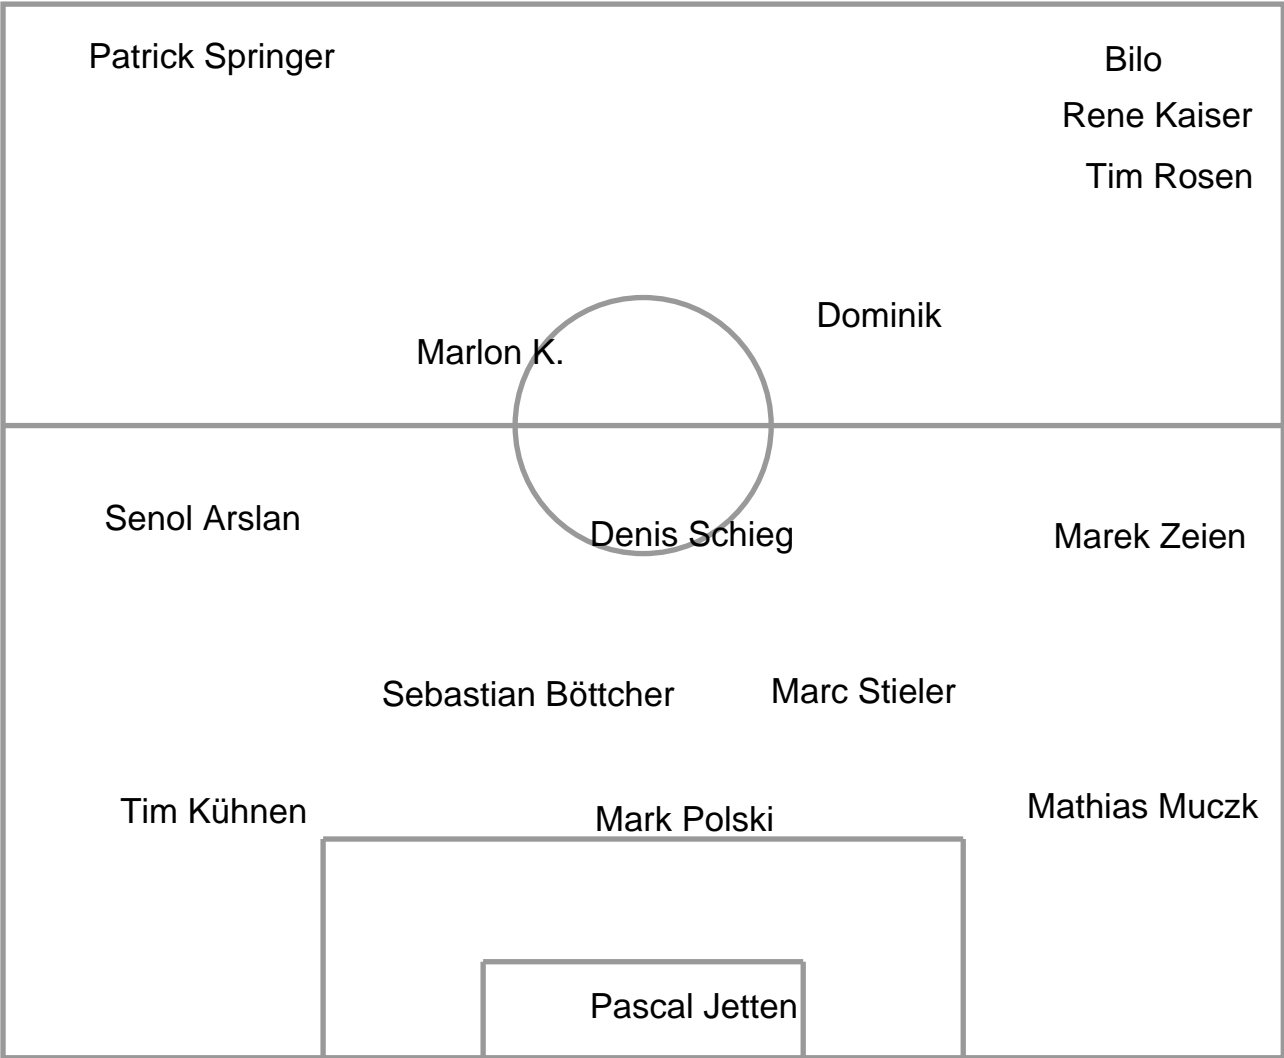 Patrick Springer
Bilo
Rene Kaiser
Tim Rosen
Dominik
Marlon K.
Senol Arslan
Denis Schieg
Marek Zeien
Sebastian Böttcher
Marc Stieler
Tim Kühnen
Mark Polski
Mathias Muczk
Pascal Jetten